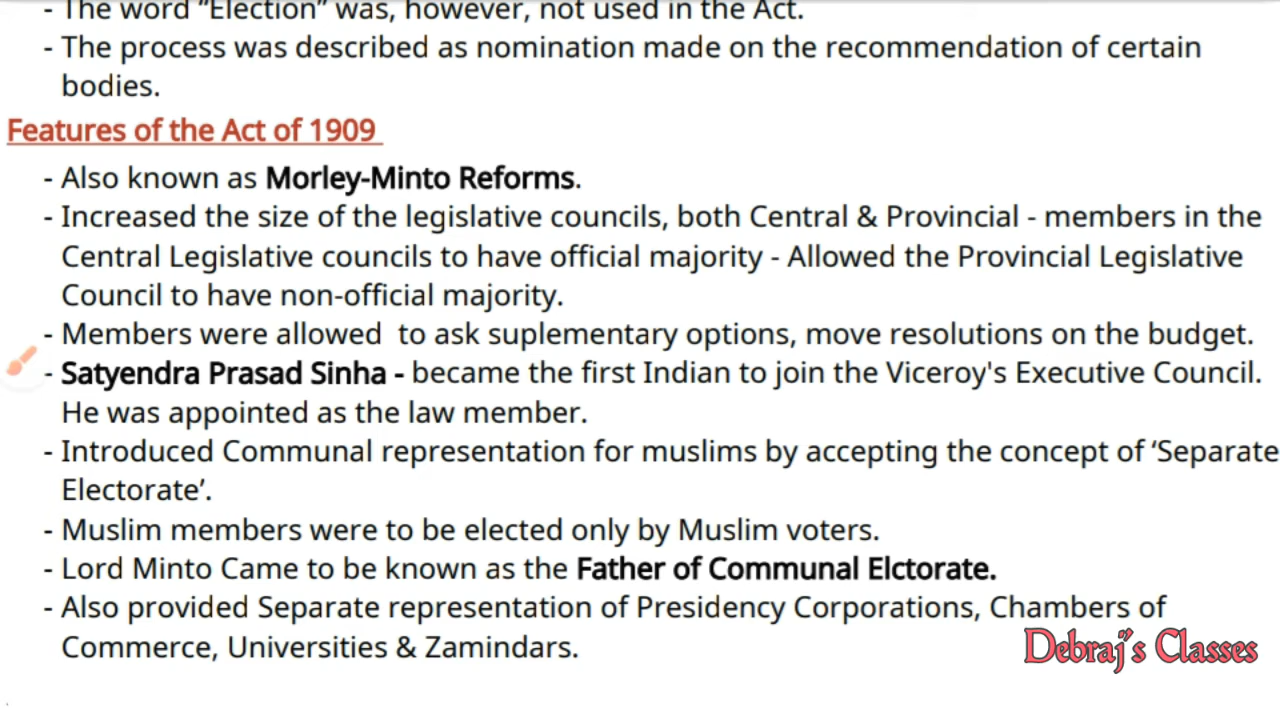 - The word “Election” was, however, not used in the Act.
- The process was described as nomination made on the recommendation of certain
bodies.
Features of the Act of 1909
- Also known as Morley-Minto Reforms.
- Increased the size of the legislative councils, both Central & Provincial - members in the
Central Legislative councils to have official majority - Allowed the Provincial Legislative
Council to have non-official majority.
- Members were allowed  to ask suplementary options, move resolutions on the budget.
- Satyendra Prasad Sinha - became the first Indian to join the Viceroy's Executive Council.
He was appointed as the law member.
- Introduced Communal representation for muslims by accepting the concept of ‘Separate
Electorate’.
- Muslim members were to be elected only by Muslim voters.
- Lord Minto Came to be known as the Father of Communal Elctorate.
- Also provided Separate representation of Presidency Corporations, Chambers of
Commerce, Universities & Zamindars.
Debraj's Classes